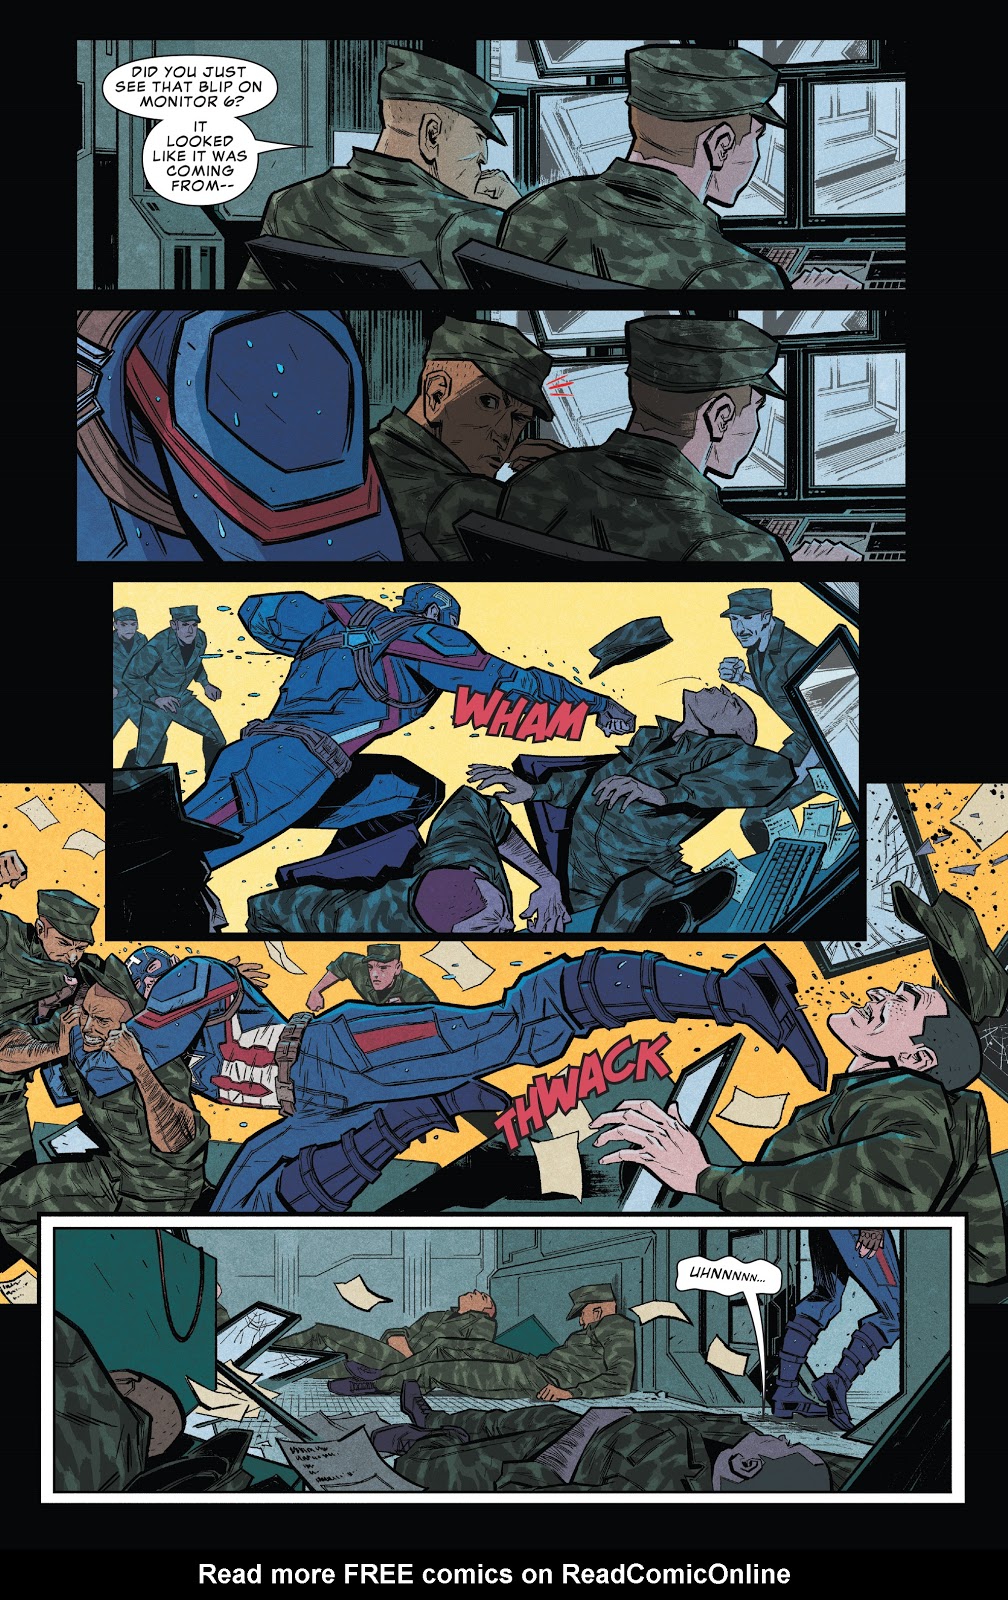 DID YOU JUST
SEE THAT BLIP ON
MONITOR 6?
IT
LOOKED
LIKE IT WAS
COMING
FROM--
WHAM
THWACK
UHNNNNN...
Read more FREE comics on ReadComicOnline